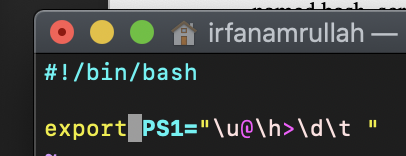 irfanamrullah —
#!/bin/bash
export PS1="\u@\h>\d\t "